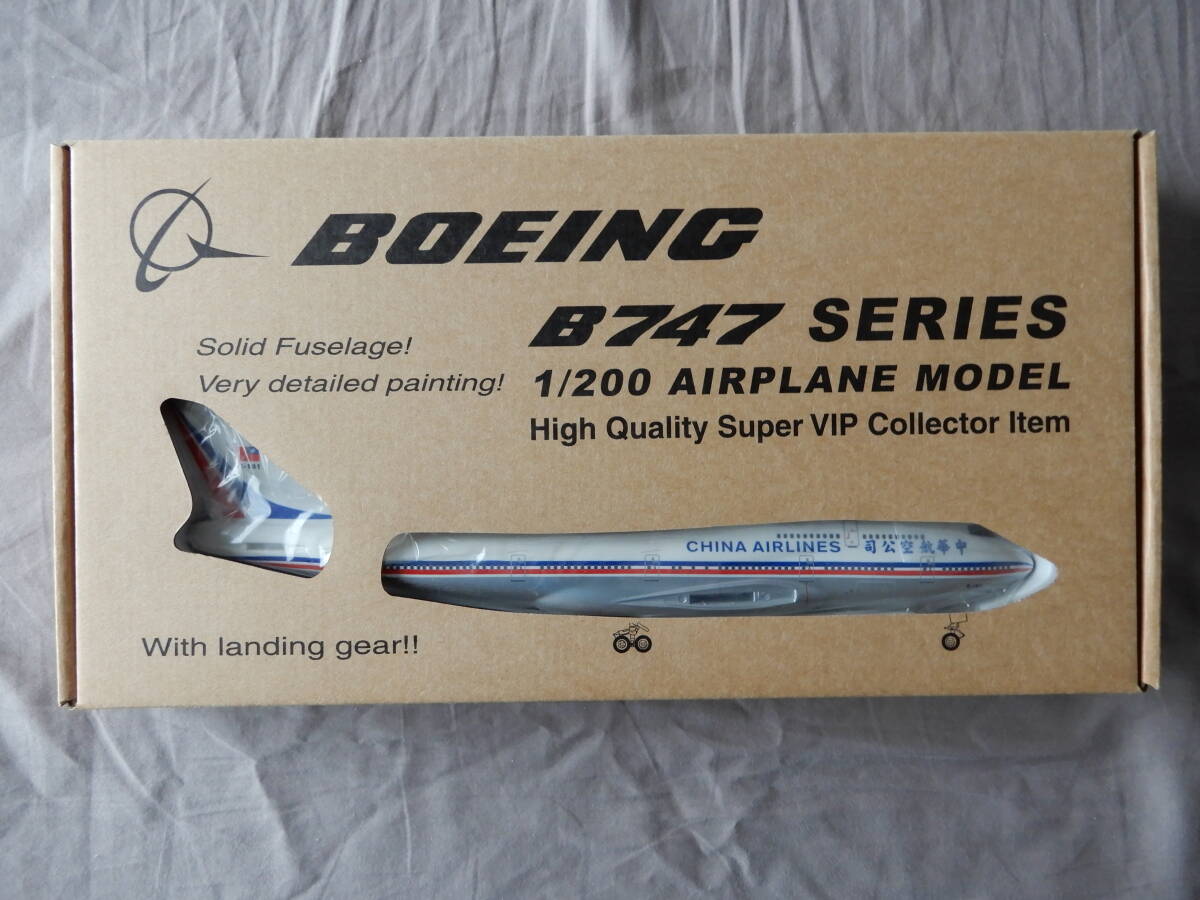 BOEING
B747 SERIES
Solid Fuselage!
Very detailed painting!
1/200 AIRPLANE MODEL
High Quality Super VIP Collector Item
CHINA AIRLINES 司公空航華中
With landing gear!!